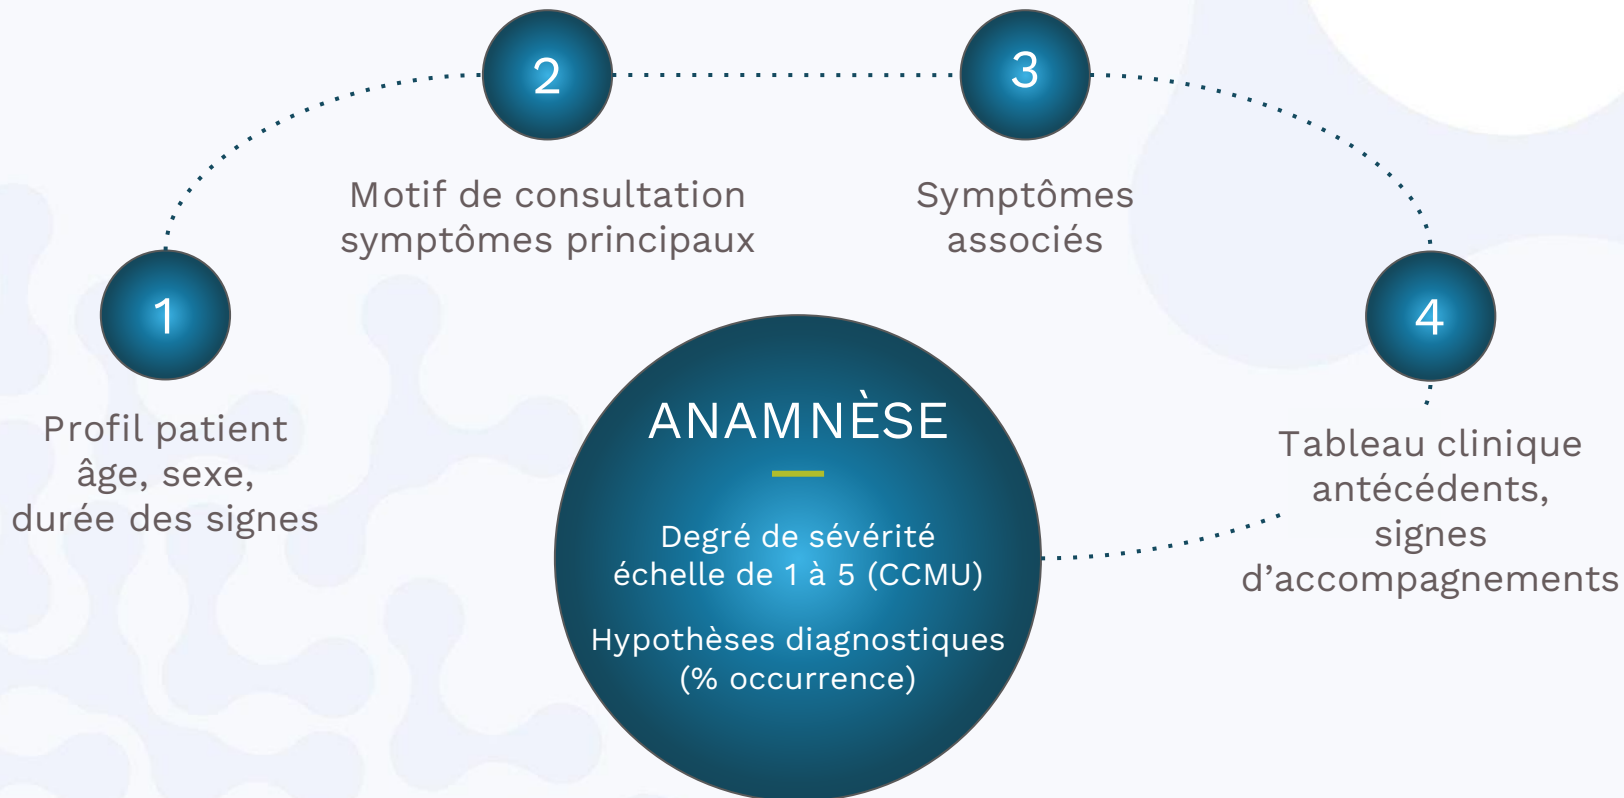 1
Profil patient
âge, sexe,
durée des signes
2
Motif de consultation
symptômes principaux
3
Symptômes
associés
4
Tableau clinique
antécédents,
signes
d’accompagnements
ANAMNÈSE
Degré de sévérité
échelle de 1 à 5 (CCMU)
Hypothèses diagnostiques
(% occurrence)